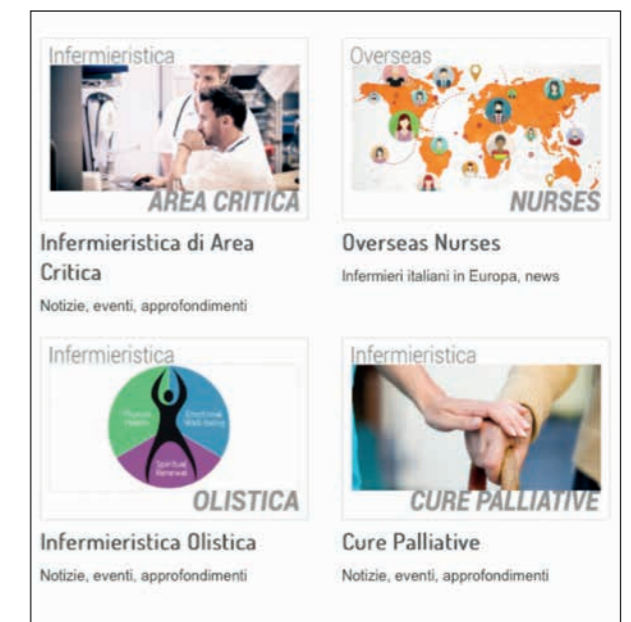 Infermieristica
AREA CRITICA
Infermieristica di Area
Critica
Notizie, eventi, approfondimenti
Overseas
NURSES
Overseas Nurses
Infermieri italiani in Europa, news
Infermieristica
Physical
Health
Emotional
Well-being
Spiritual
Renewal
OLISTICA
Infermieristica Olistica
Notizie, eventi, approfondimenti
Infermieristica
CURE PALLIATIVE
Cure Palliative
Notizie, eventi, approfondimenti